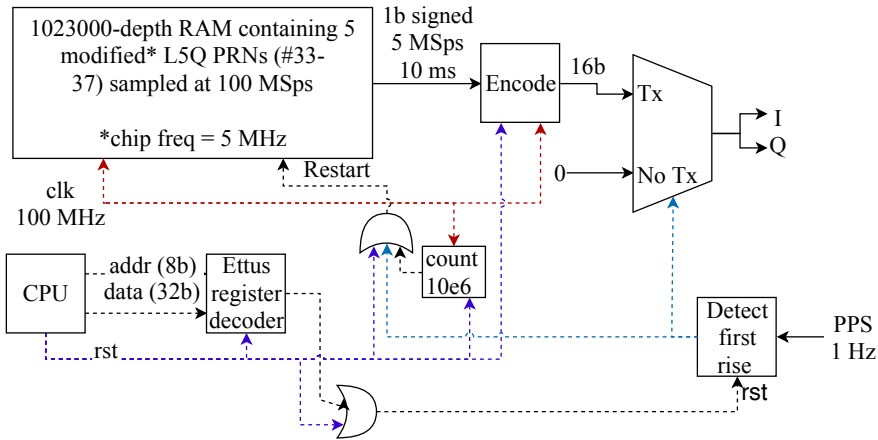 1023000-depth RAM containing 5
modified* L5Q PRNs (#33-
37) sampled at 100 MSps
*chip freq = 5 MHz
1b signed
5 MSps
10 ms
Encode
16b
Tx
0
No Tx
I
Q
Restart
clk
100 MHz
CPU
addr (8b)
data (32b)
Ettus
register
decoder
count
10e6
rst
Detect
first
rise
PPS
1 Hz
rst